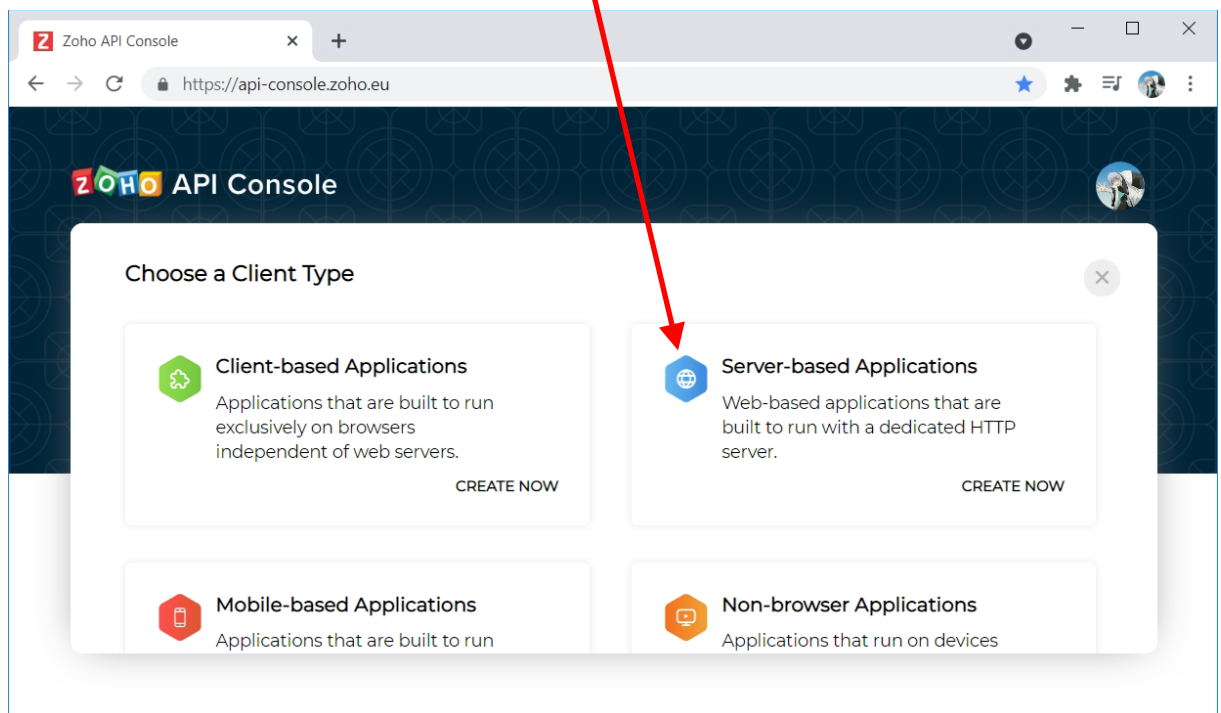 Zoho API Console
https://api-console.zoho.eu
ZOHO API Console
Choose a Client Type
Client-based Applications
Applications that are built to run
exclusively on browsers
independent of web servers.
CREATE NOW
Server-based Applications
Web-based applications that are
built to run with a dedicated HTTP
server.
CREATE NOW
Mobile-based Applications
Applications that are built to run
Non-browser Applications
Applications that run on devices